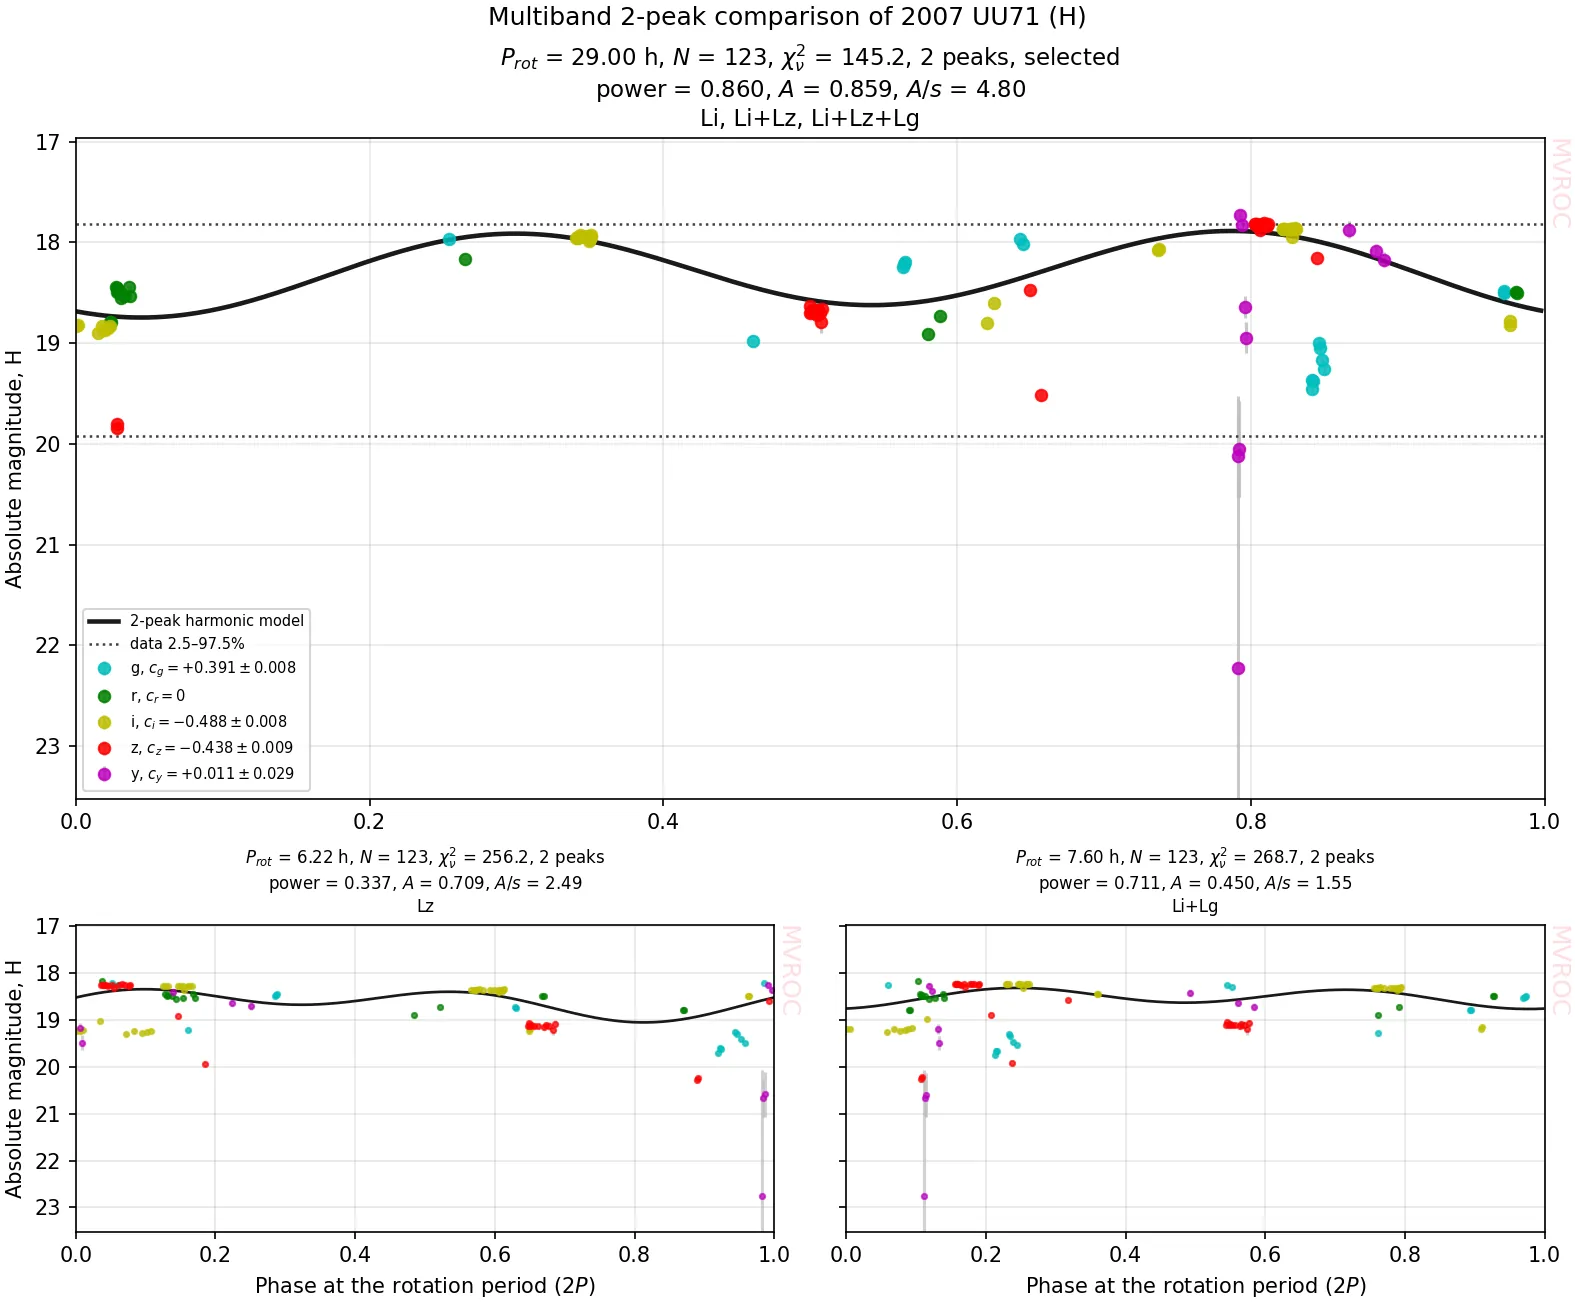 Multiband 2-peak comparison of 2007 UU71 (H)
P_rot = 29.00 h, N = 123, χ²_ν = 145.2, 2 peaks, selected
power = 0.860, A = 0.859, A/s = 4.80
Li, Li+Lz, Li+Lz+Lg
17
18
19
20
21
22
23
Absolute magnitude, H
MVROC
2-peak harmonic model
data 2.5–97.5%
g, c_g = +0.391 ± 0.008
r, c_r = 0
i, c_i = −0.488 ± 0.008
z, c_z = −0.438 ± 0.009
y, c_y = +0.011 ± 0.029
0.0 0.2 0.4 0.6 0.8 1.0
P_rot = 6.22 h, N = 123, χ²_ν = 256.2, 2 peaks
power = 0.337, A = 0.709, A/s = 2.49
Lz
17
18
19
20
21
22
23
Absolute magnitude, H
MVROC
0.0 0.2 0.4 0.6 0.8 1.0
Phase at the rotation period (2P)
P_rot = 7.60 h, N = 123, χ²_ν = 268.7, 2 peaks
power = 0.711, A = 0.450, A/s = 1.55
Li+Lg
MVROC
0.0 0.2 0.4 0.6 0.8 1.0
Phase at the rotation period (2P)